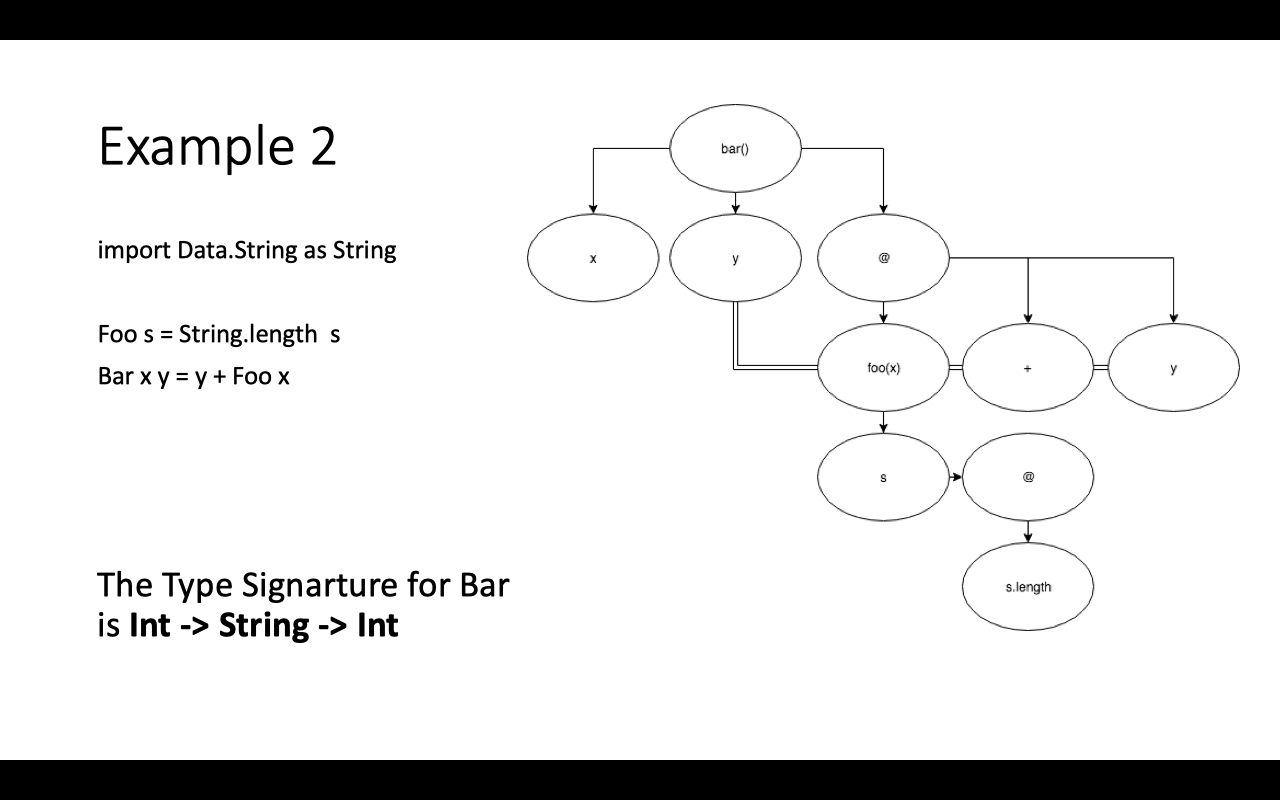 Example 2
import Data.String as String
Foo s = String.length  s
Bar x y = y + Foo x
The Type Signarture for Bar
is Int -> String -> Int
bar()
x
y
@
foo(x)
+
y
s
@
s.length